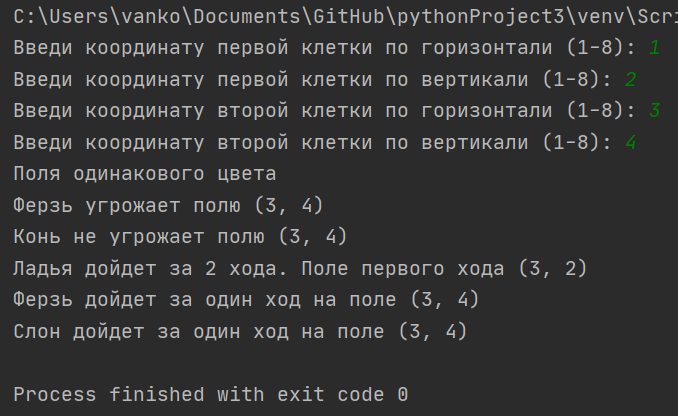 C:\Users\vanko\Documents\GitHub\pythonProject3\venv\Scri
Введи координату первой клетки по горизонтали (1-8): 1
Введи координату первой клетки по вертикали (1-8): 2
Введи координату второй клетки по горизонтали (1-8): 3
Введи координату второй клетки по вертикали (1-8): 4
Поля одинакового цвета
Ферзь угрожает полю (3, 4)
Конь не угрожает полю (3, 4)
Ладья дойдет за 2 хода. Поле первого хода (3, 2)
Ферзь дойдет за один ход на поле (3, 4)
Слон дойдет за один ход на поле (3, 4)
Process finished with exit code 0